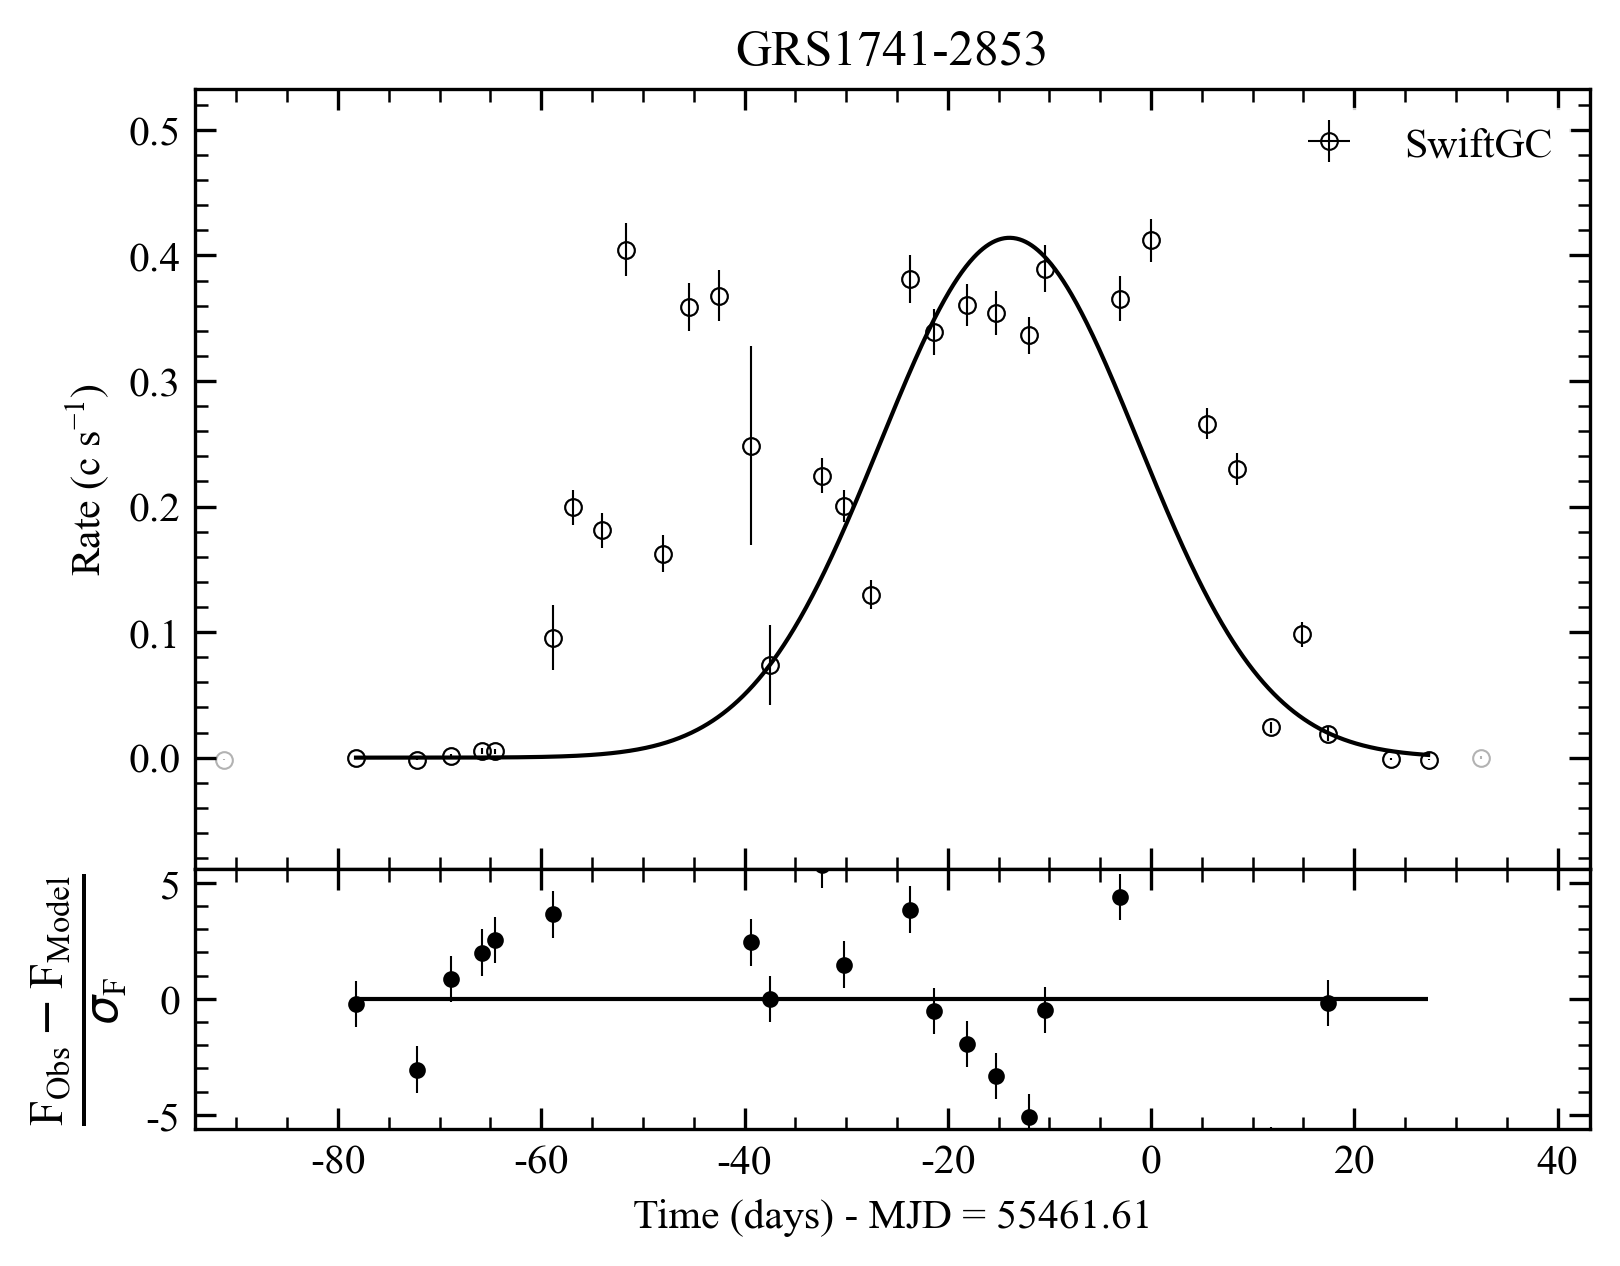 GRS1741-2853
SwiftGC
0.5
0.4
0.3
0.2
0.1
0.0
Rate (c s⁻¹)
5
0
-5
F_Obs − F_Model
σ_F
-80 -60 -40 -20 0 20 40
Time (days) - MJD = 55461.61